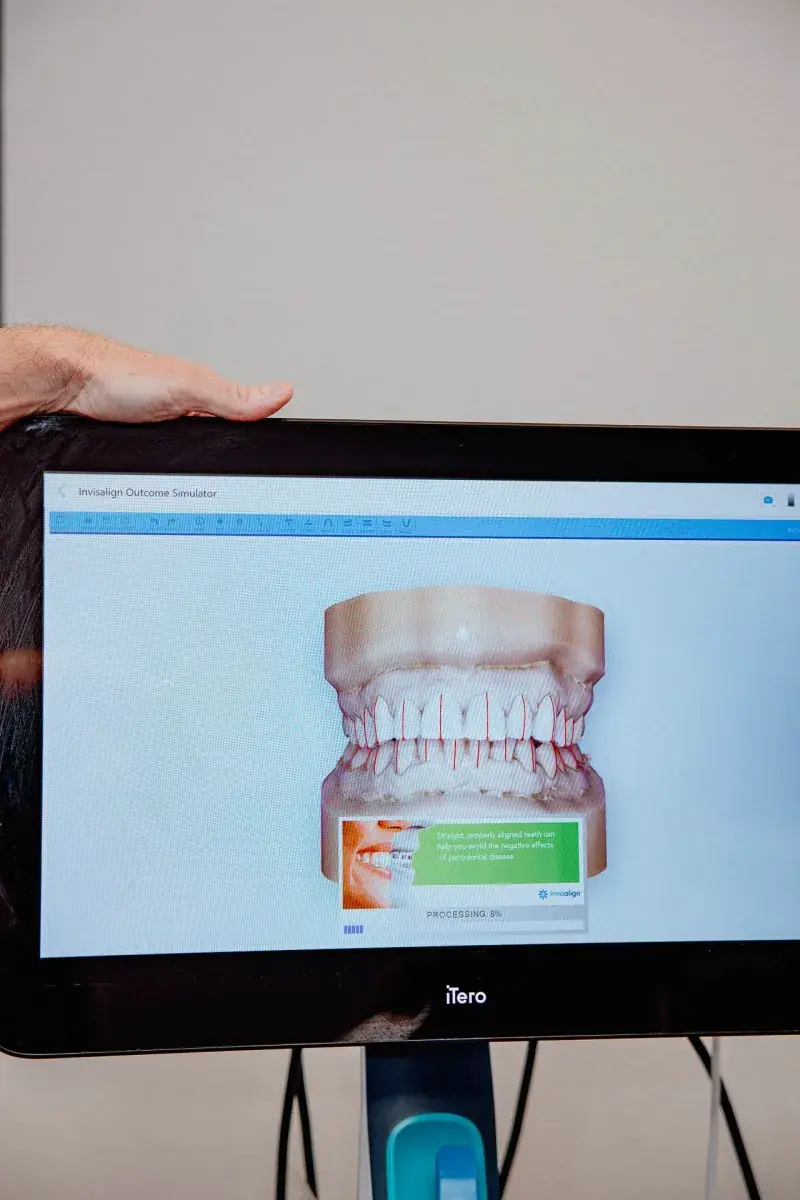 Invisalign Outcome Simulator
Straight, properly aligned teeth can
help you avoid the negative effects
of periodontal disease
invisalign
PROCESSING, 8%
iTero